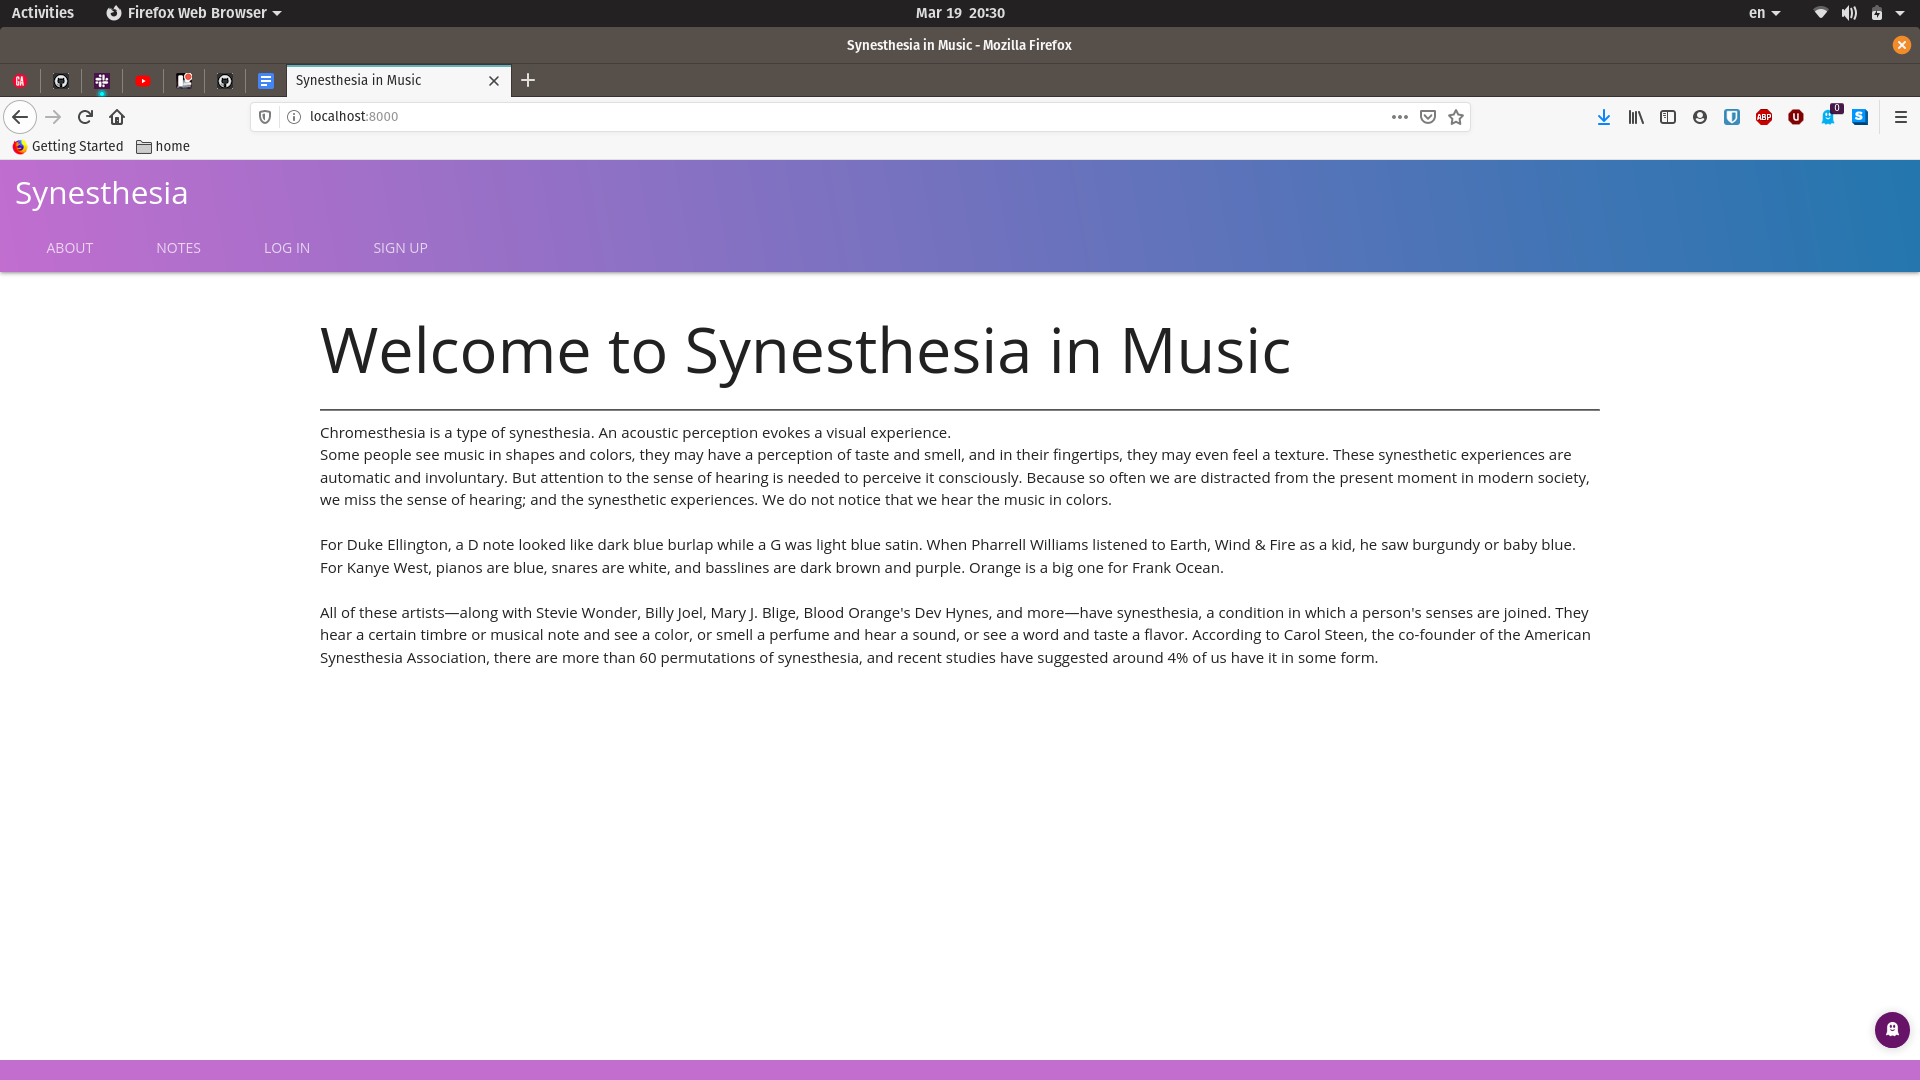 Activities Firefox Web Browser Mar 19 20:30 en
Synesthesia in Music - Mozilla Firefox
GA Synesthesia in Music
localhost:8000 ABP 0 S
Getting Started home
Synesthesia
ABOUT NOTES LOG IN SIGN UP
Welcome to Synesthesia in Music
Chromesthesia is a type of synesthesia. An acoustic perception evokes a visual experience.
Some people see music in shapes and colors, they may have a perception of taste and smell, and in their fingertips, they may even feel a texture. These synesthetic experiences are
automatic and involuntary. But attention to the sense of hearing is needed to perceive it consciously. Because so often we are distracted from the present moment in modern society,
we miss the sense of hearing; and the synesthetic experiences. We do not notice that we hear the music in colors.
For Duke Ellington, a D note looked like dark blue burlap while a G was light blue satin. When Pharrell Williams listened to Earth, Wind & Fire as a kid, he saw burgundy or baby blue.
For Kanye West, pianos are blue, snares are white, and basslines are dark brown and purple. Orange is a big one for Frank Ocean.
All of these artists—along with Stevie Wonder, Billy Joel, Mary J. Blige, Blood Orange's Dev Hynes, and more—have synesthesia, a condition in which a person's senses are joined. They
hear a certain timbre or musical note and see a color, or smell a perfume and hear a sound, or see a word and taste a flavor. According to Carol Steen, the co-founder of the American
Synesthesia Association, there are more than 60 permutations of synesthesia, and recent studies have suggested around 4% of us have it in some form.